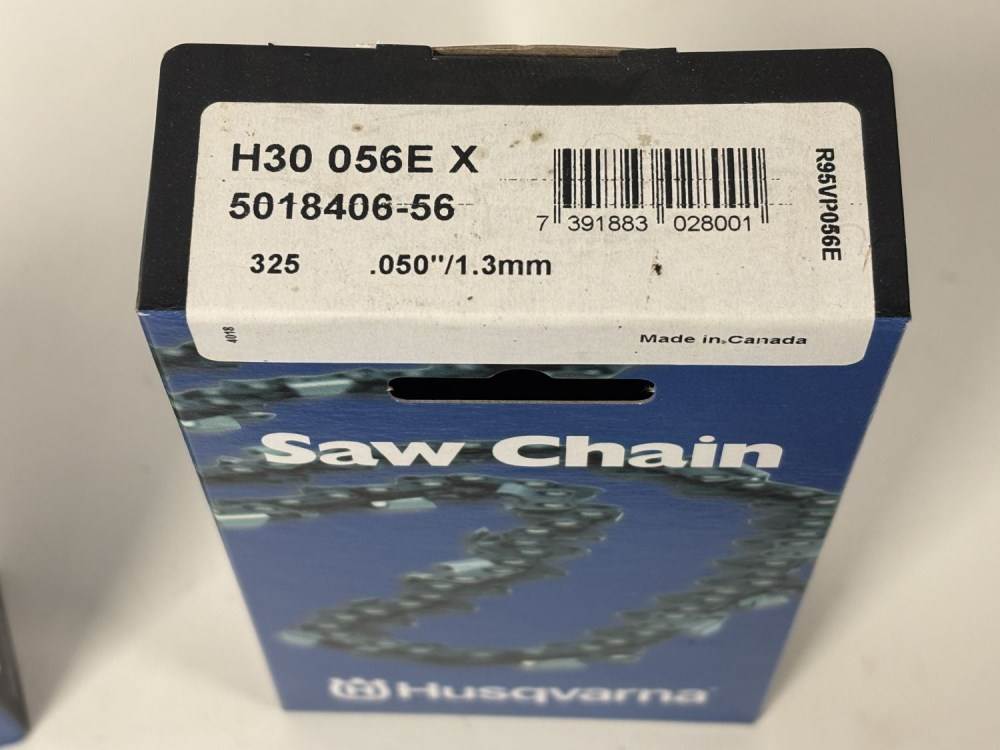 H30 056E X
5018406-56
325 .050"/1.3mm
7 391883 028001
R95VP056E
4018
Made in Canada
Saw Chain
Husqvarna